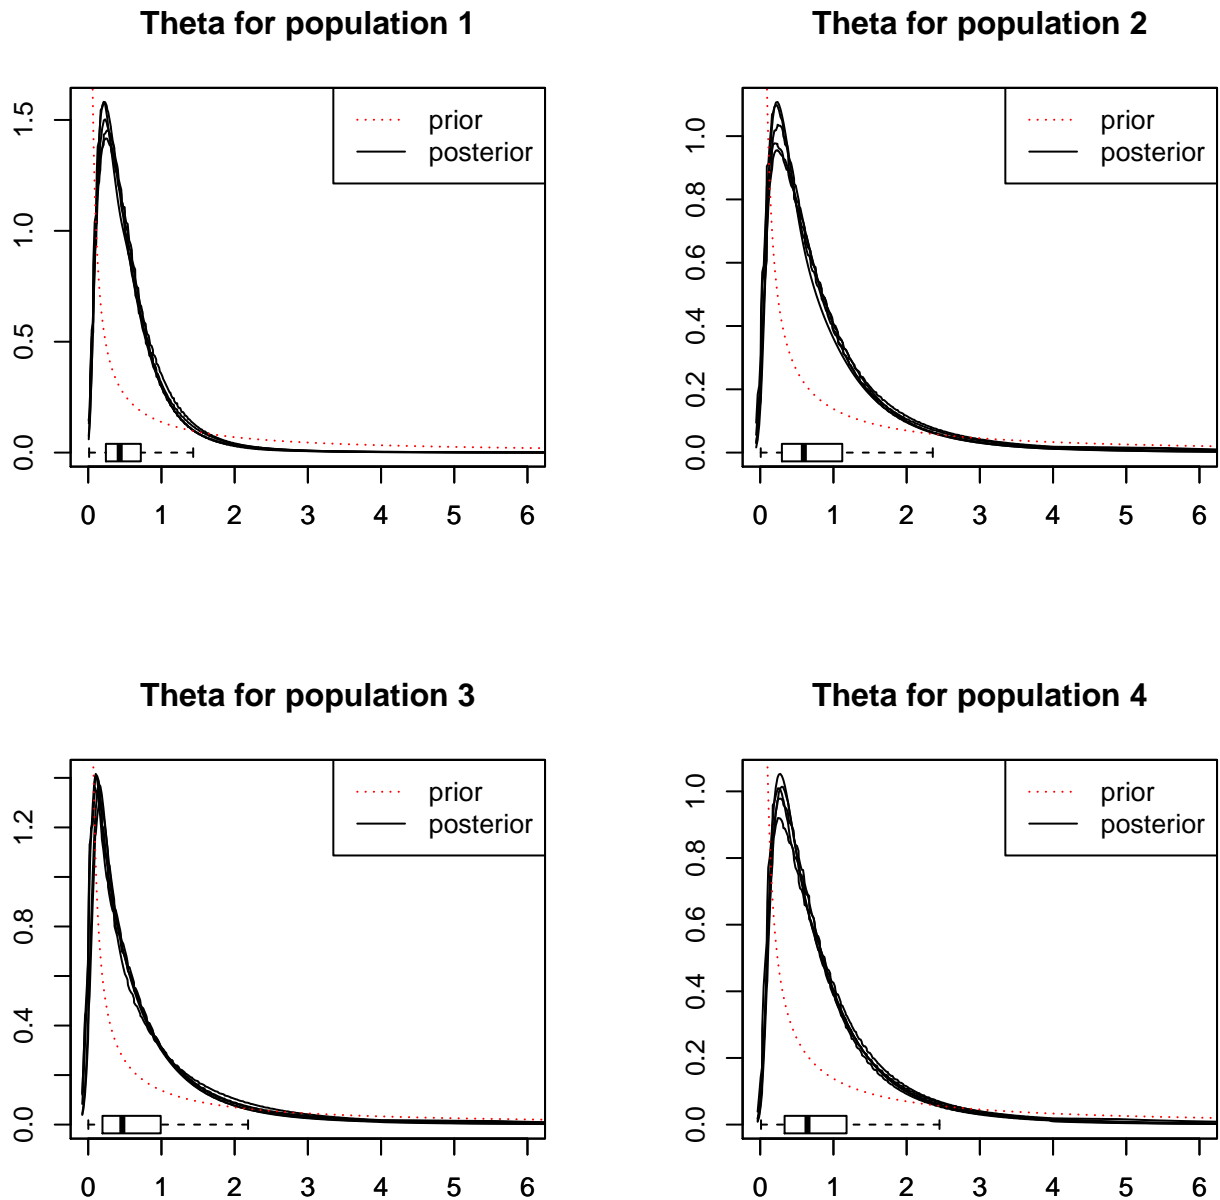 Theta for population 1
prior
posterior
1.5
1.0
0.5
0.0
0 1 2 3 4 5 6
Theta for population 2
prior
posterior
1.0
0.8
0.6
0.4
0.2
0.0
0 1 2 3 4 5 6
Theta for population 3
prior
posterior
1.2
0.8
0.4
0.0
0 1 2 3 4 5 6
Theta for population 4
prior
posterior
1.0
0.8
0.6
0.4
0.2
0.0
0 1 2 3 4 5 6